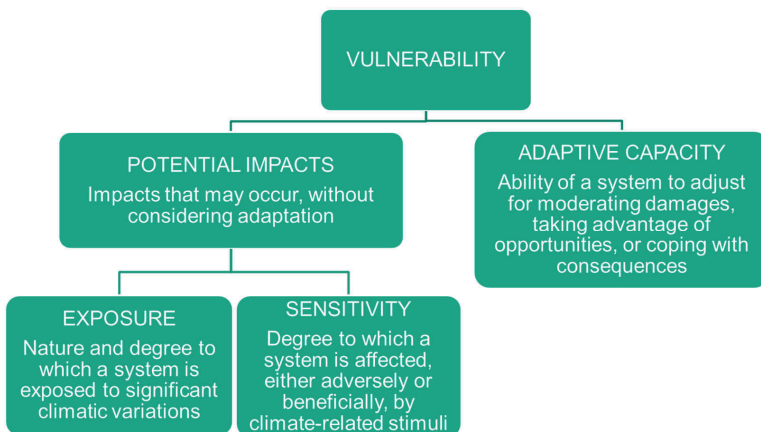 VULNERABILITY
POTENTIAL IMPACTS
Impacts that may occur, without
considering adaptation
ADAPTIVE CAPACITY
Ability of a system to adjust
for moderating damages,
taking advantage of
opportunities, or coping with
consequences
EXPOSURE
Nature and degree to
which a system is
exposed to significant
climatic variations
SENSITIVITY
Degree to which a
system is affected,
either adversely or
beneficially, by
climate-related stimuli